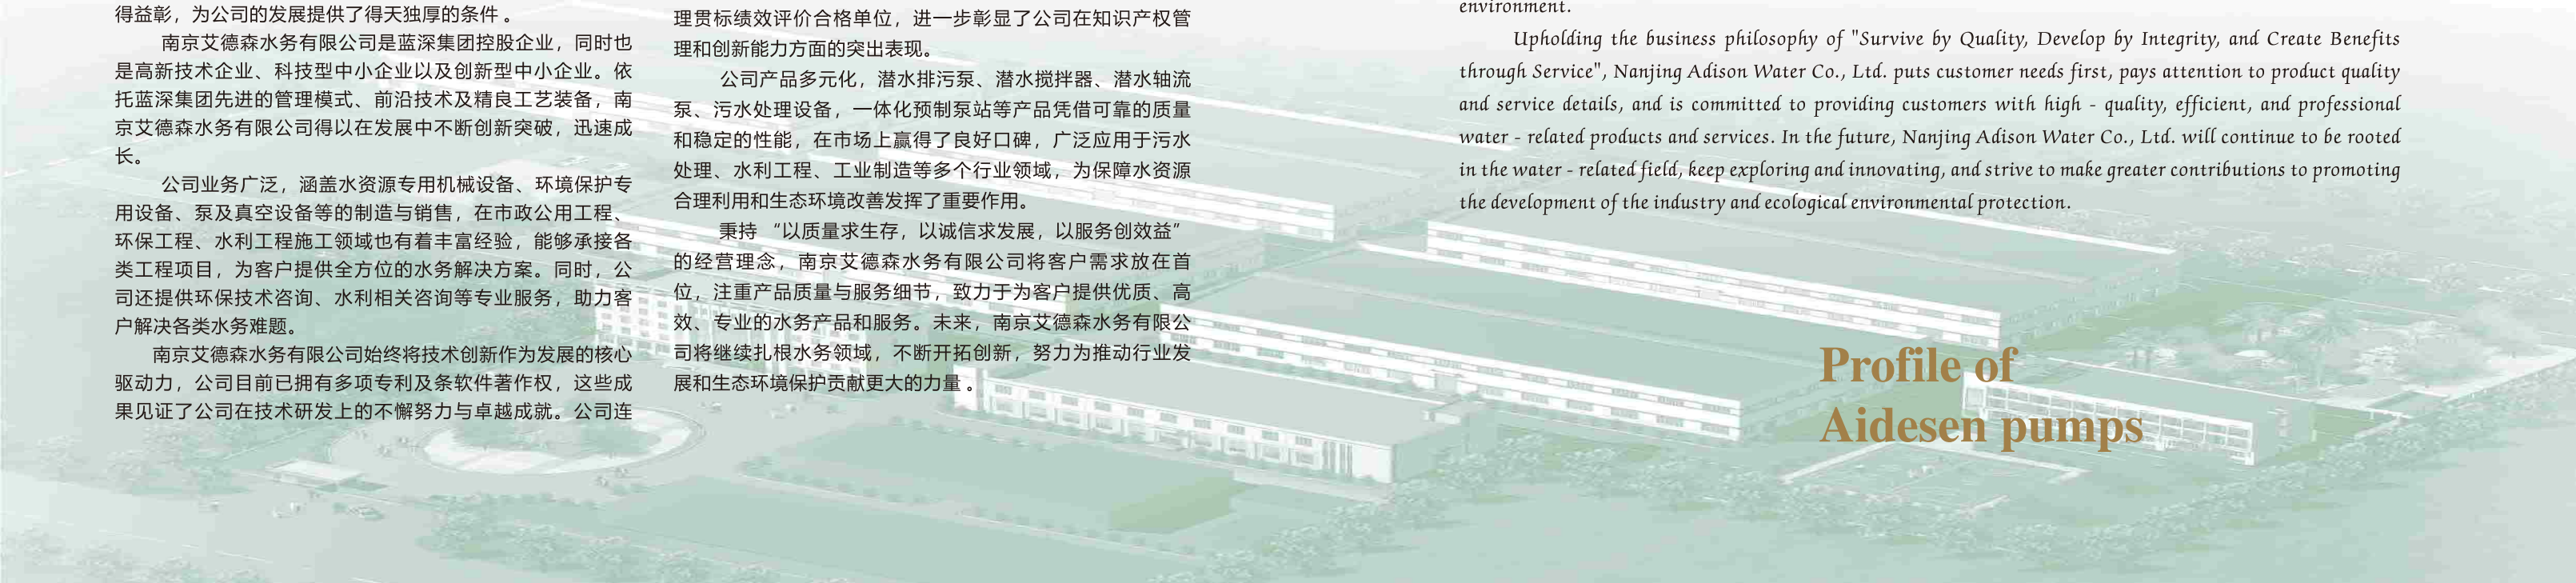 得益彰，为公司的发展提供了得天独厚的条件 。
南京艾德森水务有限公司是蓝深集团控股企业，同时也
是高新技术企业、科技型中小企业以及创新型中小企业。依
托蓝深集团先进的管理模式、前沿技术及精良工艺装备，南
京艾德森水务有限公司得以在发展中不断创新突破，迅速成
长。
公司业务广泛，涵盖水资源专用机械设备、环境保护专
用设备、泵及真空设备等的制造与销售，在市政公用工程、
环保工程、水利工程施工领域也有着丰富经验，能够承接各
类工程项目，为客户提供全方位的水务解决方案。同时，公
司还提供环保技术咨询、水利相关咨询等专业服务，助力客
户解决各类水务难题。
南京艾德森水务有限公司始终将技术创新作为发展的核心
驱动力，公司目前已拥有多项专利及条软件著作权，这些成
果见证了公司在技术研发上的不懈努力与卓越成就。公司连
理贯标绩效评价合格单位，进一步彰显了公司在知识产权管
理和创新能力方面的突出表现。
公司产品多元化，潜水排污泵、潜水搅拌器、潜水轴流
泵、污水处理设备，一体化预制泵站等产品凭借可靠的质量
和稳定的性能，在市场上赢得了良好口碑，广泛应用于污水
处理、水利工程、工业制造等多个行业领域，为保障水资源
合理利用和生态环境改善发挥了重要作用。
秉持 “以质量求生存，以诚信求发展，以服务创效益”
的经营理念，南京艾德森水务有限公司将客户需求放在首
位，注重产品质量与服务细节，致力于为客户提供优质、高
效、专业的水务产品和服务。未来，南京艾德森水务有限公
司将继续扎根水务领域，不断开拓创新，努力为推动行业发
展和生态环境保护贡献更大的力量 。
environment.
Upholding the business philosophy of "Survive by Quality, Develop by Integrity, and Create Benefits
through Service", Nanjing Adison Water Co., Ltd. puts customer needs first, pays attention to product quality
and service details, and is committed to providing customers with high - quality, efficient, and professional
water - related products and services. In the future, Nanjing Adison Water Co., Ltd. will continue to be rooted
in the water - related field, keep exploring and innovating, and strive to make greater contributions to promoting
the development of the industry and ecological environmental protection.
Profile of
Aidesen pumps